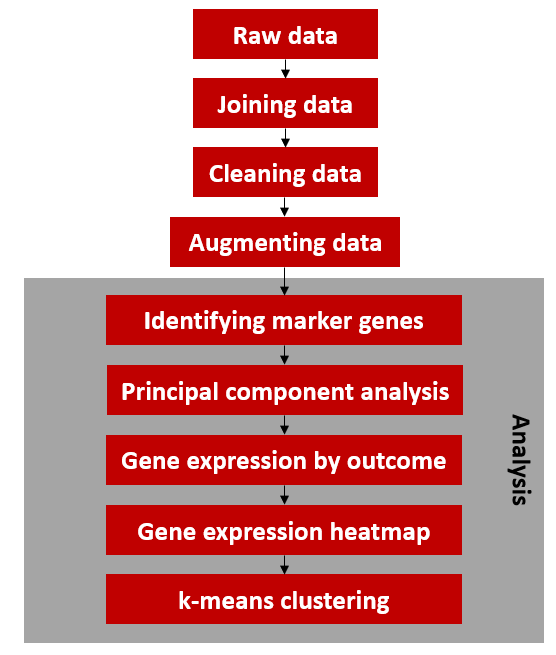 Raw data
Joining data
Cleaning data
Augmenting data
Identifying marker genes
Principal component analysis
Gene expression by outcome
Gene expression heatmap
k-means clustering
Analysis